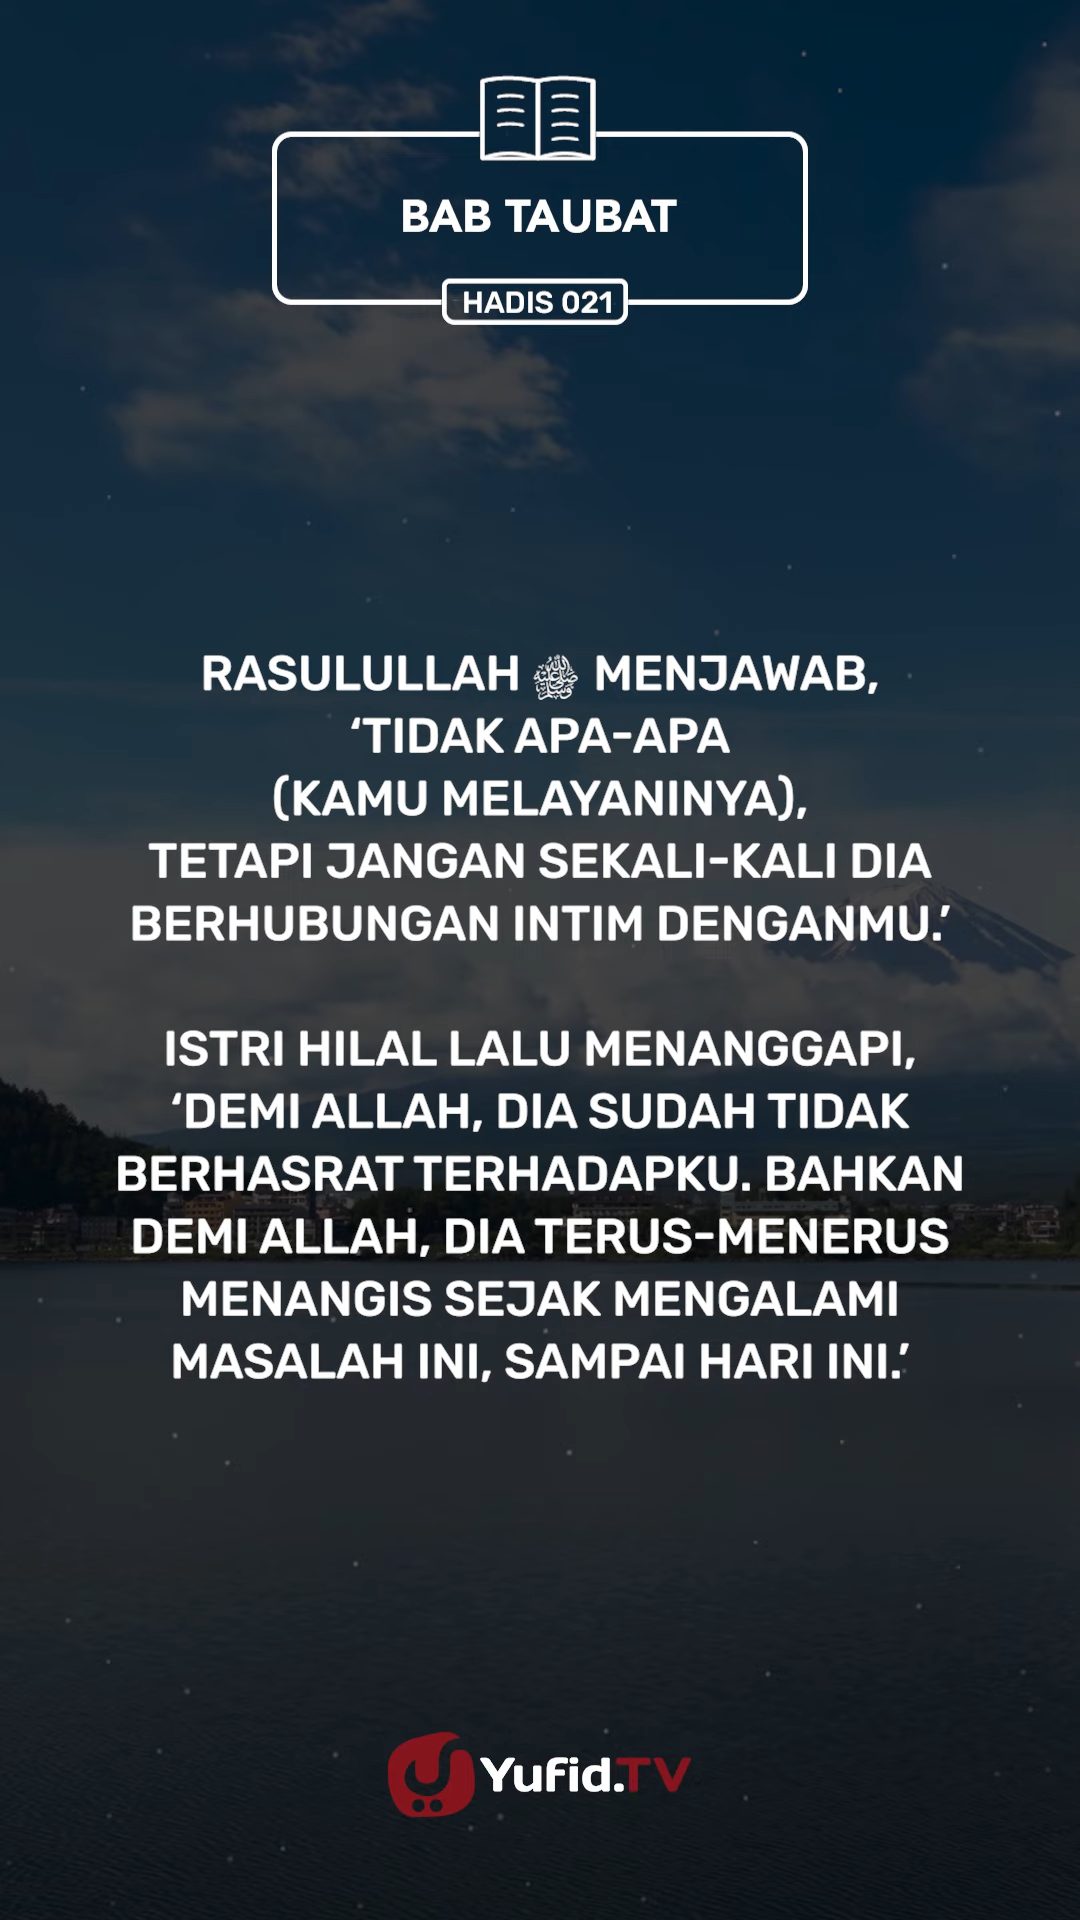 BAB TAUBAT
HADIS 021
RASULULLAH ﷺ MENJAWAB,
‘TIDAK APA-APA
(KAMU MELAYANINYA),
TETAPI JANGAN SEKALI-KALI DIA
BERHUBUNGAN INTIM DENGANMU.’
ISTRI HILAL LALU MENANGGAPI,
‘DEMI ALLAH, DIA SUDAH TIDAK
BERHASRAT TERHADAPKU. BAHKAN
DEMI ALLAH, DIA TERUS-MENERUS
MENANGIS SEJAK MENGALAMI
MASALAH INI, SAMPAI HARI INI.’
Yufid.TV